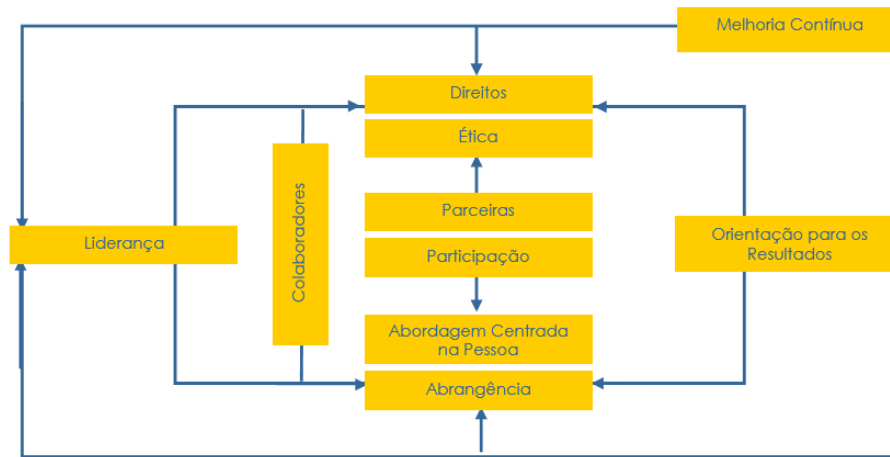 Melhoria Contínua
Direitos
Ética
Colaboradores
Parceiras
Liderança
Participação
Orientação para os
Resultados
Abordagem Centrada
na Pessoa
Abrangência